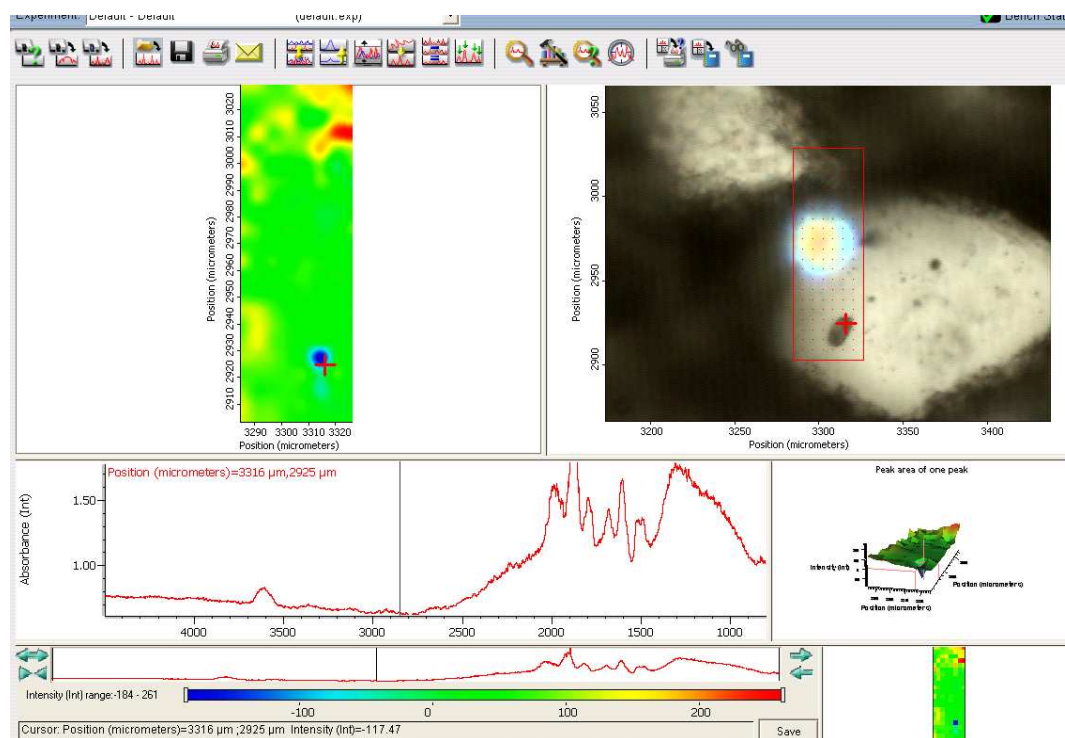 Experiment: Default - Default (default.exp)
Bench Stat
3020
3010
3000
2990
2980
2970
2960
2950
2940
2930
2920
2910
Position (micrometers)
3290 3300 3310 3320
Position (micrometers)
3050
3000
2950
2900
Position (micrometers)
3200 3250 3300 3350 3400
Position (micrometers)
Position (micrometers)=3316 µm,2925 µm
Absorbance (Int)
1.50
1.00
4000 3500 3000 2500 2000 1500 1000
Peak area of one peak
Intensity (Int)
Position (micrometers)
Position (micrometers)
Intensity (Int) range:-184 - 261
-100 0 100 200
Cursor: Position (micrometers)=3316 µm ;2925 µm Intensity (Int)=-117.47
Save